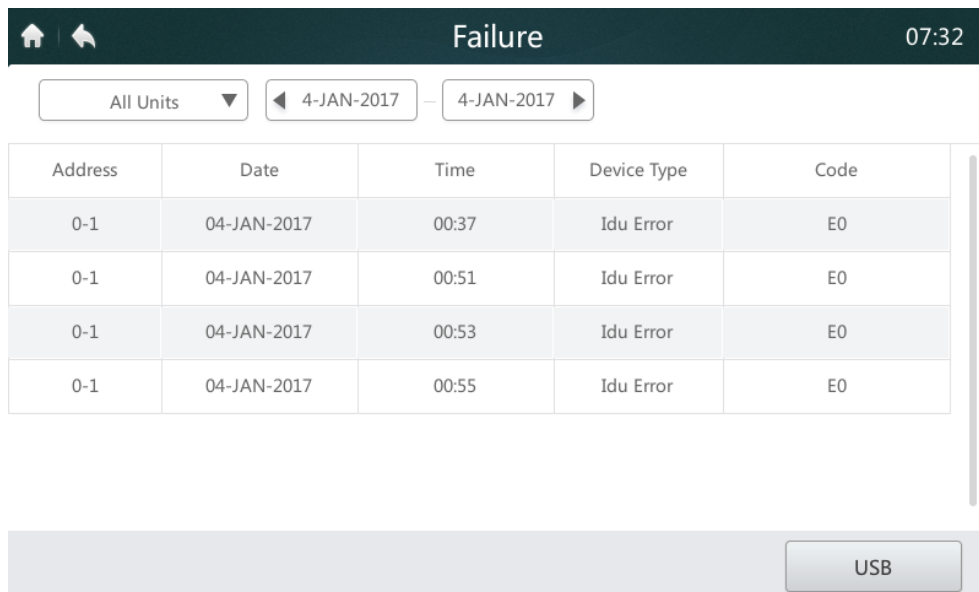 Failure 07:32
All Units 4-JAN-2017 – 4-JAN-2017
Address Date Time Device Type Code
0-1 04-JAN-2017 00:37 Idu Error E0
0-1 04-JAN-2017 00:51 Idu Error E0
0-1 04-JAN-2017 00:53 Idu Error E0
0-1 04-JAN-2017 00:55 Idu Error E0
USB